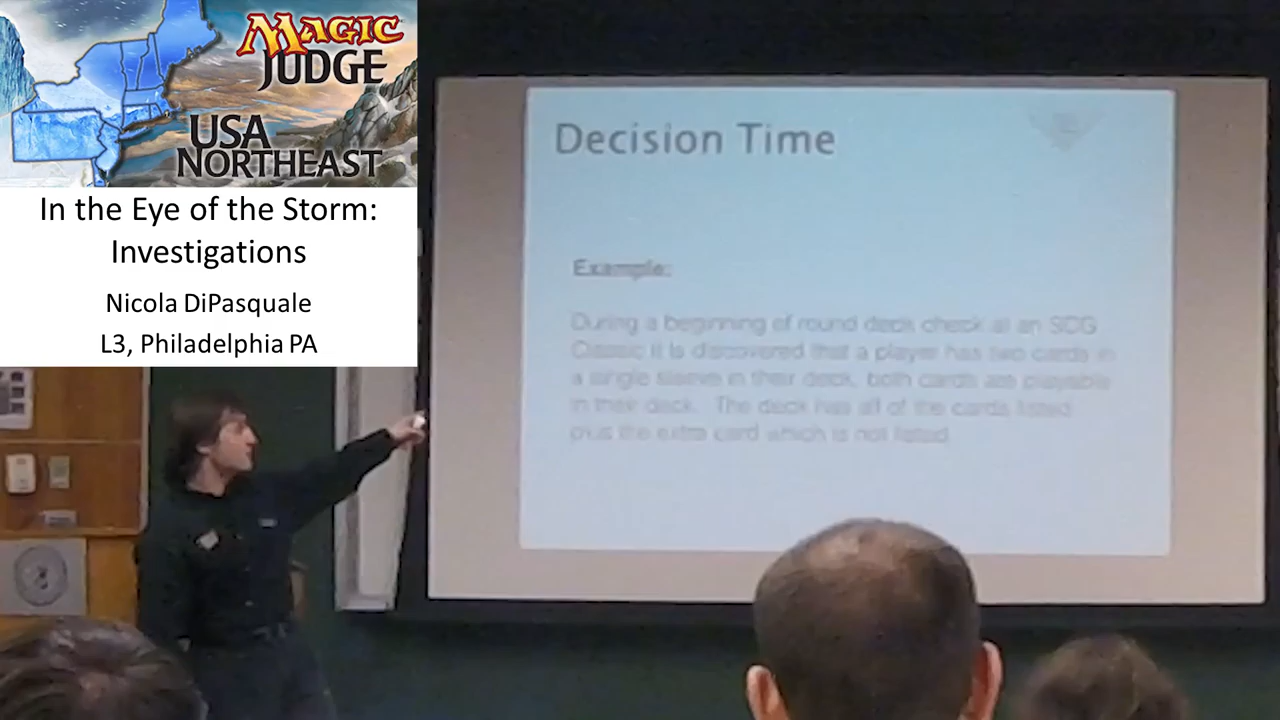 MAGIC
JUDGE
USA
NORTHEAST
In the Eye of the Storm:
Investigations
Nicola DiPasquale
L3, Philadelphia PA
Decision Time
Example:
During a beginning of round deck check at an SCG
Classic it is discovered that a player has two cards in
a single sleeve in their deck, both cards are playable
in their deck. The deck has all of the cards listed
plus the extra card which is not listed